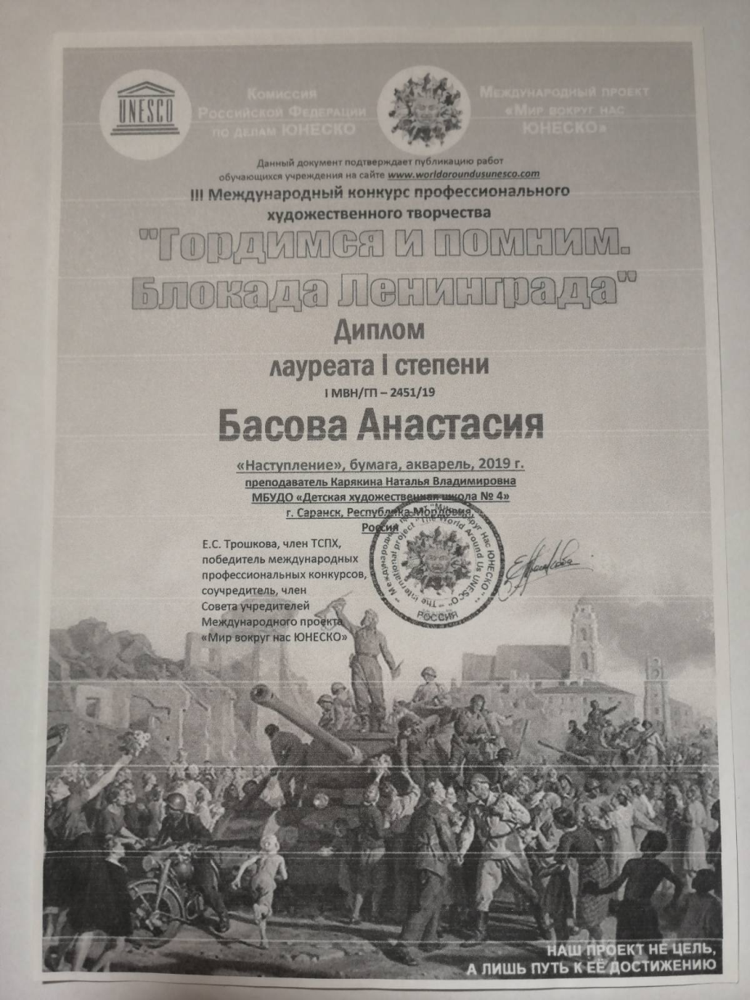 UNESCO
Комиссия
Российской Федерации
по делам ЮНЕСКО
Международный проект
«Мир вокруг нас
ЮНЕСКО»
Данный документ подтверждает публикацию работ
обучающихся учреждения на сайте www.worldaroundusunesco.com
III Международный конкурс профессионального
художественного творчества
"Гордимся и помним.
Блокада Ленинграда"
Диплом
лауреата I степени
I МВН/ГП – 2451/19
Басова Анастасия
«Наступление», бумага, акварель, 2019 г.
преподаватель Карякина Наталья Владимировна
МБУДО «Детская художественная школа № 4»
г. Саранск, Республика Мордовия,
Россия
Е.С. Трошкова, член ТСПХ,
победитель международных
профессиональных конкурсов,
соучредитель, член
Совета учредителей
Международного проекта
«Мир вокруг нас ЮНЕСКО»
Международный проект "Мир вокруг Нас ЮНЕСКО"
The international project "The World Around Us UNESCO"
РОССИЯ
НАШ ПРОЕКТ НЕ ЦЕЛЬ,
А ЛИШЬ ПУТЬ К ЕЁ ДОСТИЖЕНИЮ